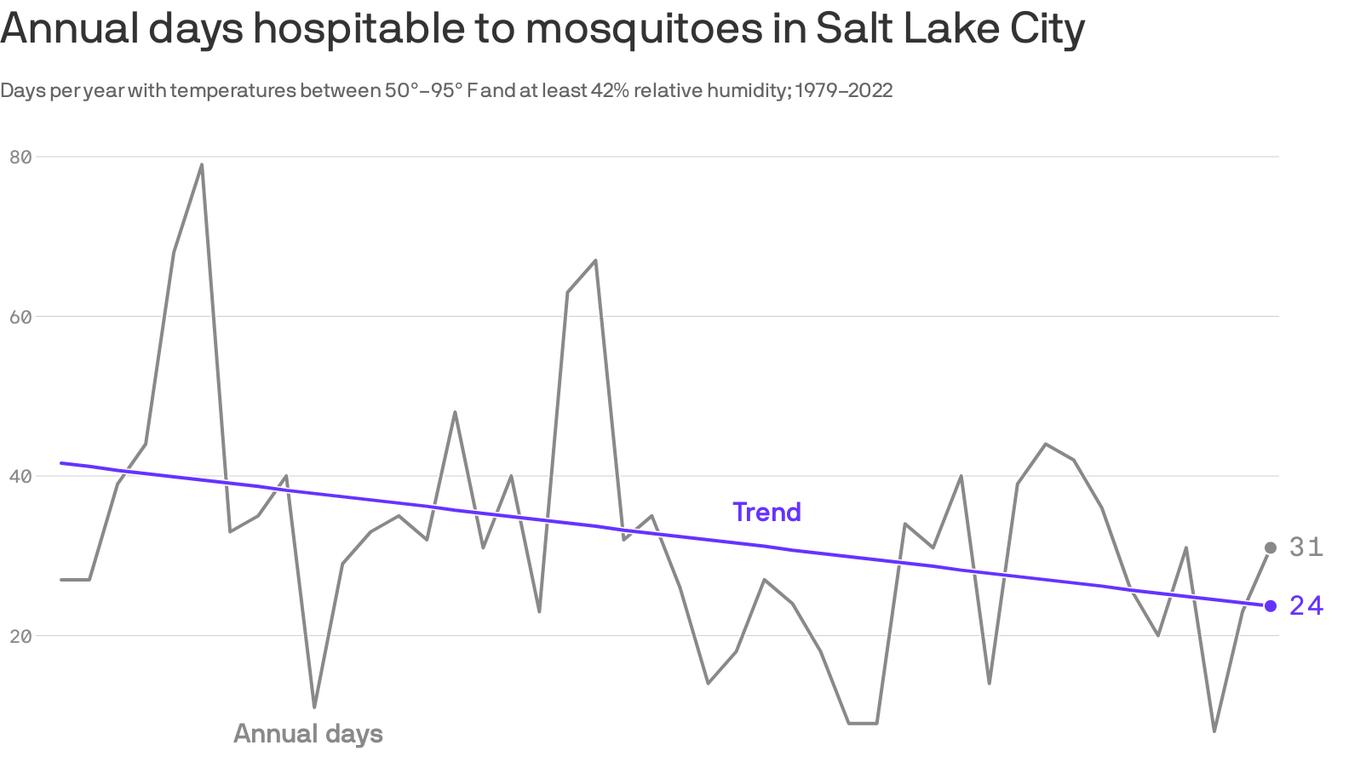 Annual days hospitable to mosquitoes in Salt Lake City
Days per year with temperatures between 50°–95° F and at least 42% relative humidity; 1979–2022
80
60
40
Trend
31
24
20
Annual days